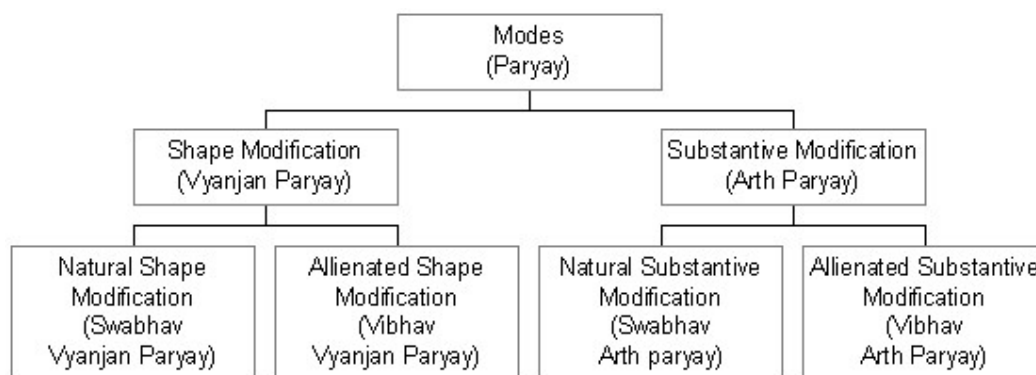 Modes
(Paryay)
Shape Modification
(Vyanjan Paryay)
Substantive Modification
(Arth Paryay)
Natural Shape
Modification
(Swabhav
Vyanjan Paryay)
Allienated Shape
Modification
(Vibhav
Vyanjan Paryay)
Natural Substantive
Modification
(Swabhav
Arth paryay)
Allienated Substantive
Modification
(Vibhav
Arth Paryay)